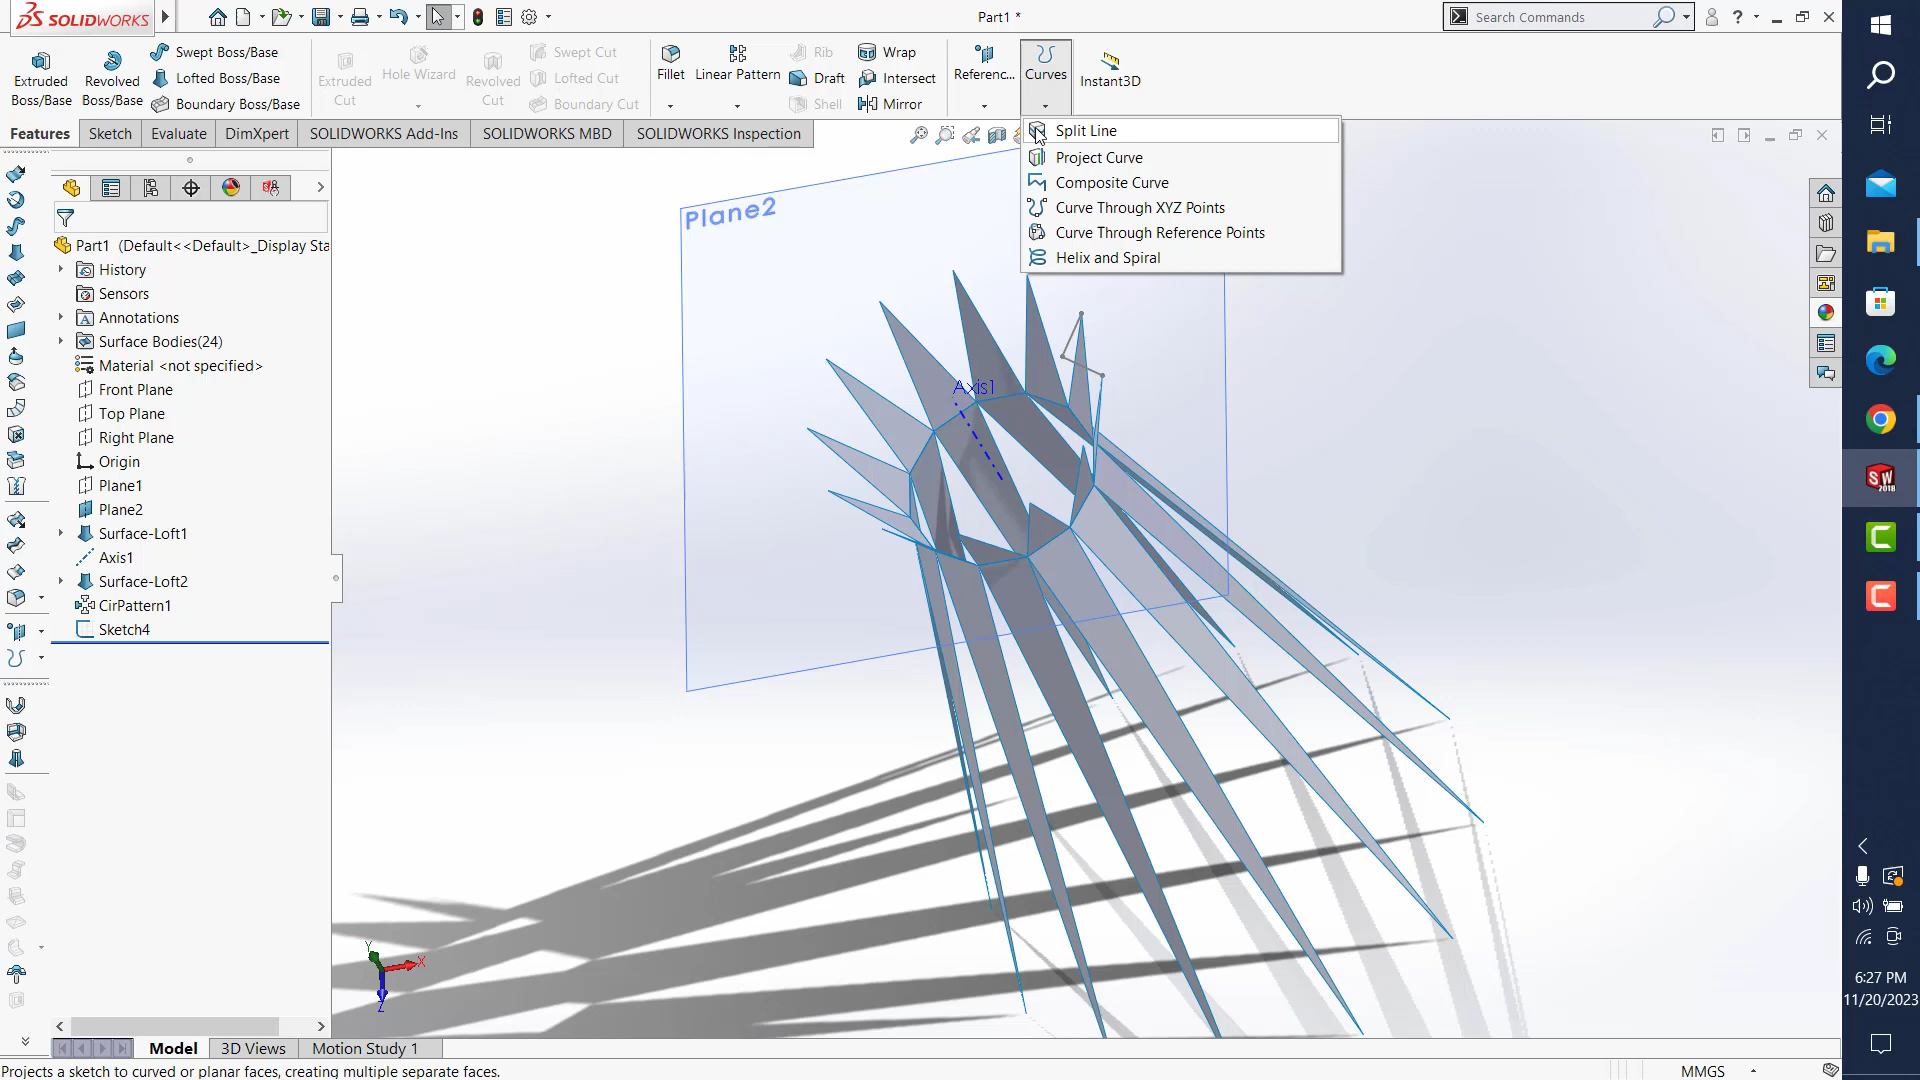 SOLIDWORKS
Part1 *
Search Commands
Extruded Boss/Base
Revolved Boss/Base
Swept Boss/Base
Lofted Boss/Base
Boundary Boss/Base
Extruded Cut
Hole Wizard
Revolved Cut
Swept Cut
Lofted Cut
Boundary Cut
Fillet
Linear Pattern
Rib
Draft
Shell
Wrap
Intersect
Mirror
Referenc...
Curves
Instant3D
Features
Sketch
Evaluate
DimXpert
SOLIDWORKS Add-Ins
SOLIDWORKS MBD
SOLIDWORKS Inspection
Split Line
Project Curve
Composite Curve
Curve Through XYZ Points
Curve Through Reference Points
Helix and Spiral
Part1 (Default<<Default>_Display Sta
History
Sensors
Annotations
Surface Bodies(24)
Material <not specified>
Front Plane
Top Plane
Right Plane
Origin
Plane1
Plane2
Surface-Loft1
Axis1
Surface-Loft2
CirPattern1
Sketch4
Plane2
Axis1
Y
X
Z
Model
3D Views
Motion Study 1
Projects a sketch to curved or planar faces, creating multiple separate faces.
MMGS
SW
2018
6:27 PM
11/20/2023